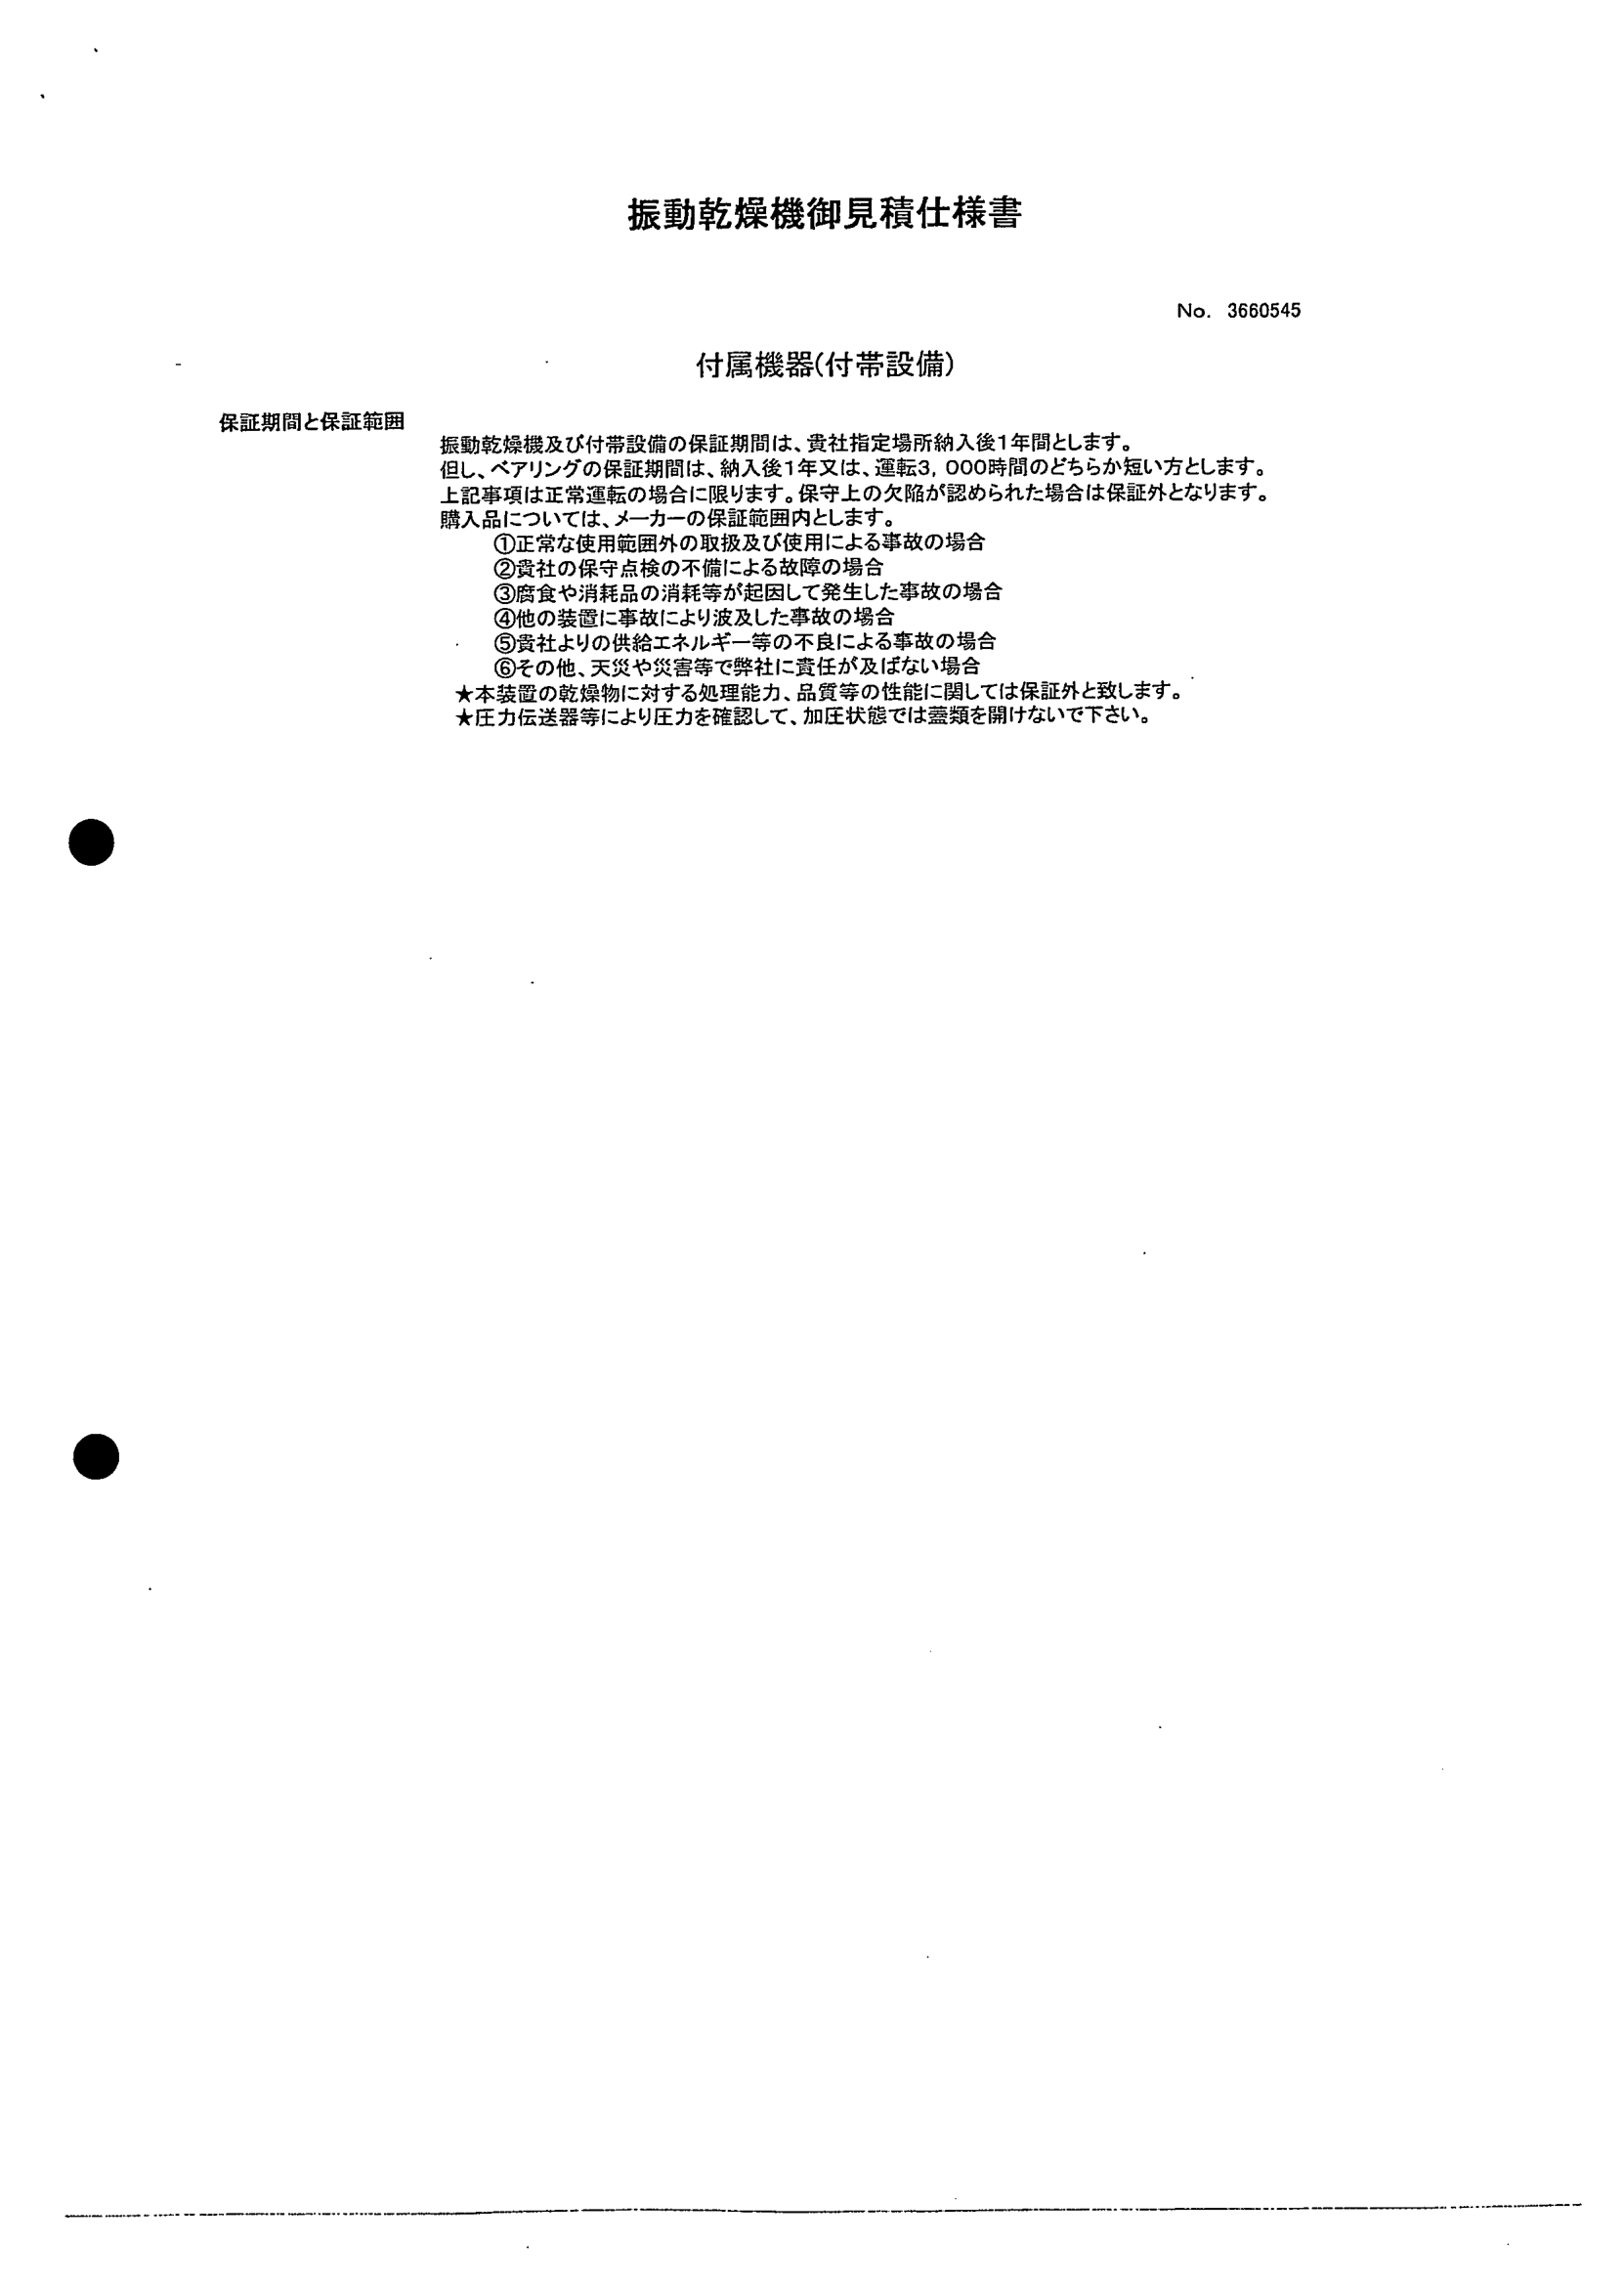 振動乾燥機御見積仕様書
No. 3660545
付属機器(付帯設備)
保証期間と保証範囲
振動乾燥機及び付帯設備の保証期間は、貴社指定場所納入後1年間とします。
但し、ベアリングの保証期間は、納入後1年又は、運転3，000時間のどちらか短い方とします。
上記事項は正常運転の場合に限ります。保守上の欠陥が認められた場合は保証外となります。
購入品については、メーカーの保証範囲内とします。
①正常な使用範囲外の取扱及び使用による事故の場合
②貴社の保守点検の不備による故障の場合
③腐食や消耗品の消耗等が起因して発生した事故の場合
④他の装置に事故により波及した事故の場合
⑤貴社よりの供給エネルギー等の不良による事故の場合
⑥その他、天災や災害等で弊社に責任が及ばない場合
★本装置の乾燥物に対する処理能力、品質等の性能に関しては保証外と致します。
★圧力伝送器等により圧力を確認して、加圧状態では蓋類を開けないで下さい。